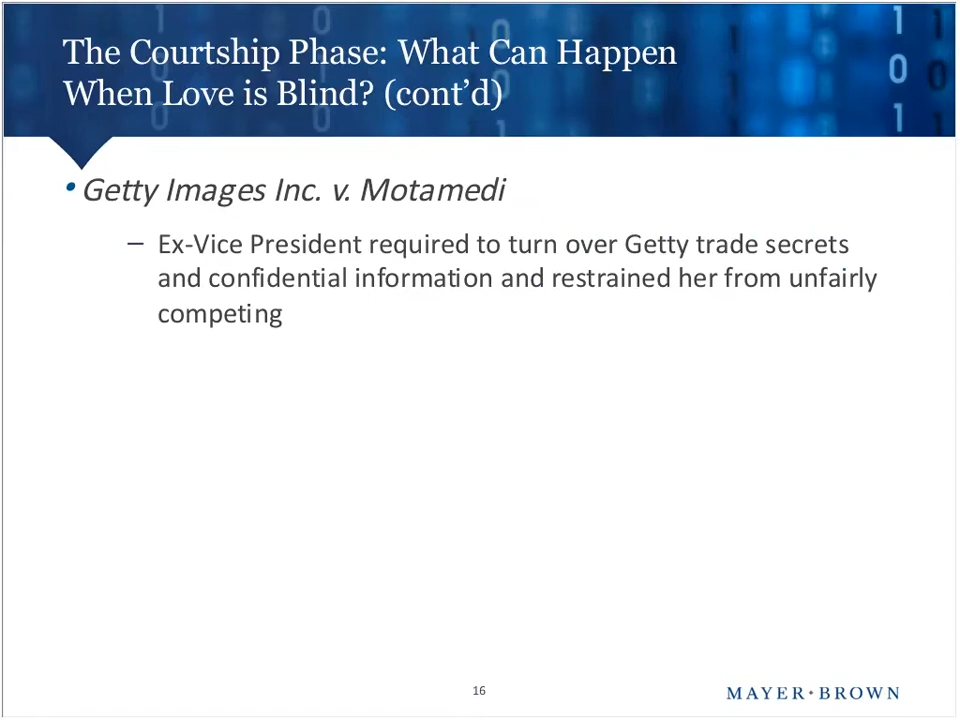 The Courtship Phase: What Can Happen
When Love is Blind? (cont’d)
• Getty Images Inc. v. Motamedi
– Ex-Vice President required to turn over Getty trade secrets
and confidential information and restrained her from unfairly
competing
16
MAYER•BROWN